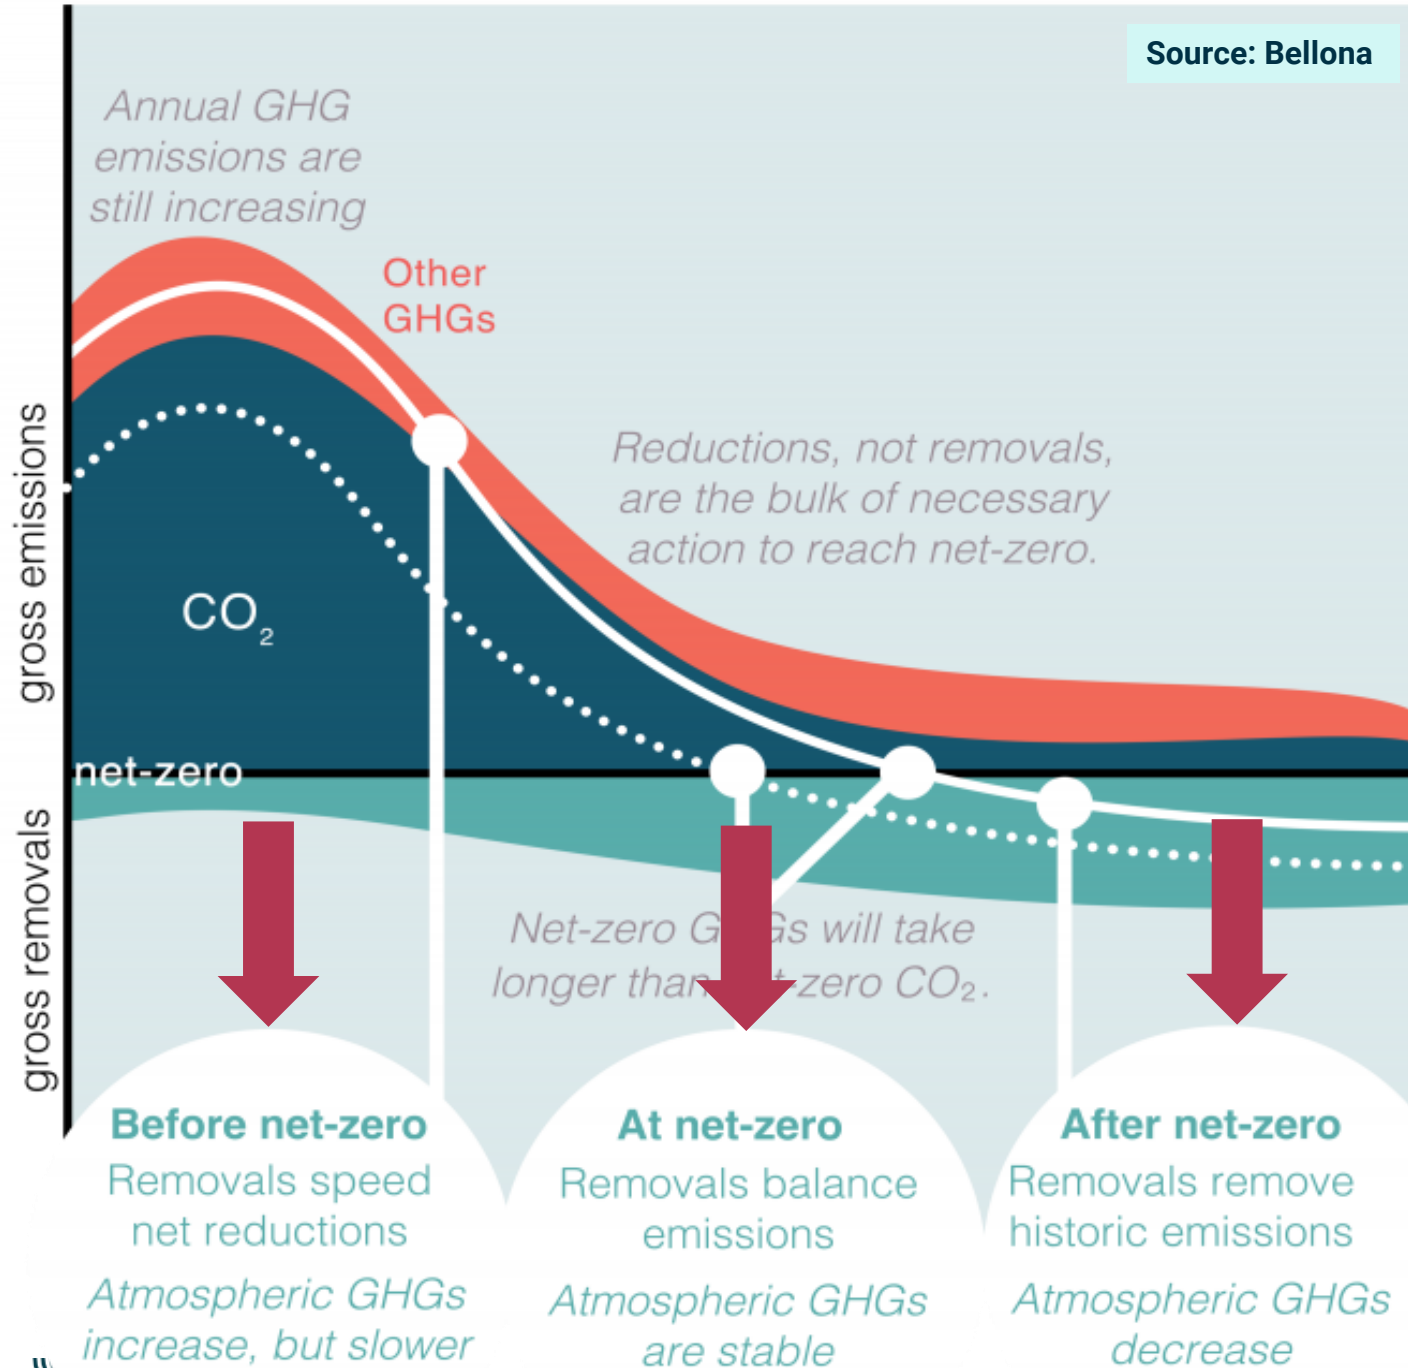 Source: Bellona
Annual GHG
emissions are
still increasing
Other
GHGs
gross emissions
Reductions, not removals,
are the bulk of necessary
action to reach net-zero.
CO₂
net-zero
gross removals
Net-zero G Gs will take
longer than t-zero CO₂.
Before net-zero
Removals speed
net reductions
Atmospheric GHGs
increase, but slower
At net-zero
Removals balance
emissions
Atmospheric GHGs
are stable
After net-zero
Removals remove
historic emissions
Atmospheric GHGs
decrease